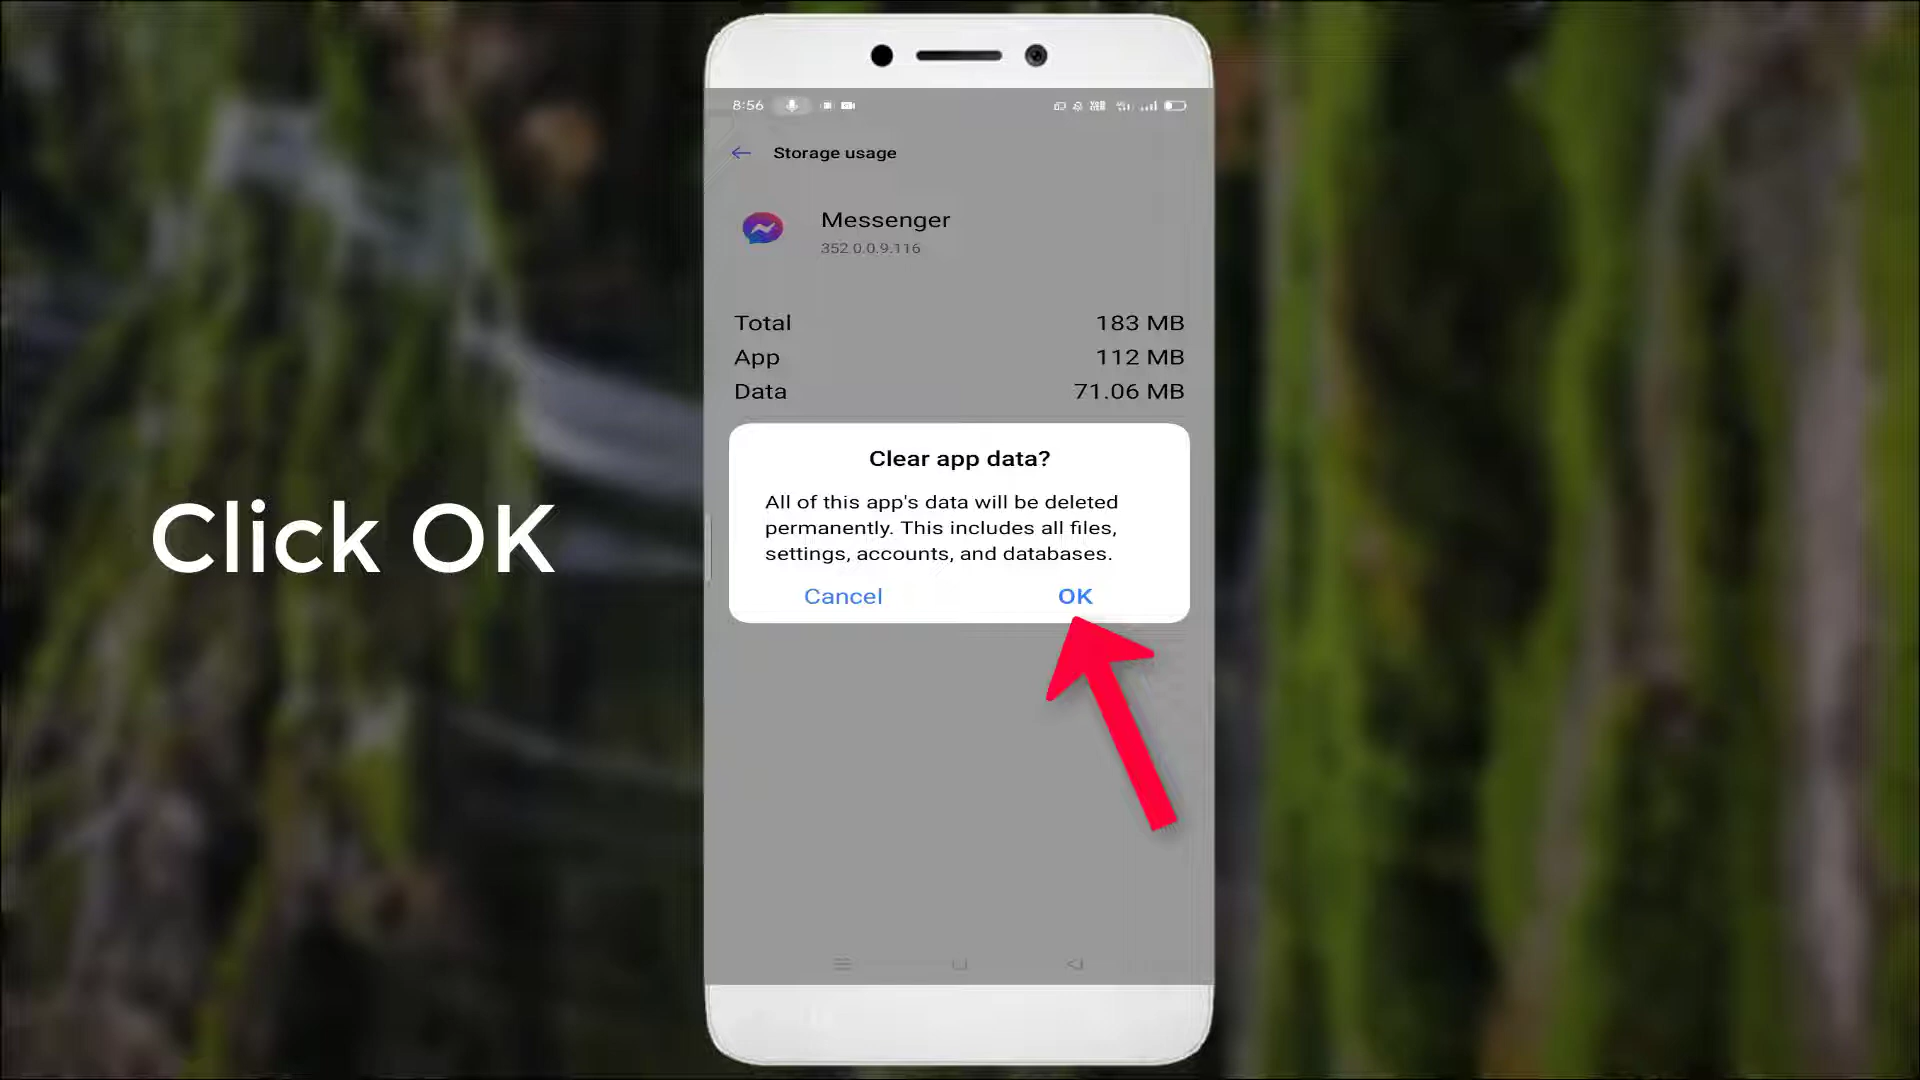 8:56
Storage usage
Messenger
352.0.0.9.116
Total 183 MB
App 112 MB
Data 71.06 MB
Clear app data?
All of this app's data will be deleted
permanently. This includes all files,
settings, accounts, and databases.
Cancel OK
Click OK